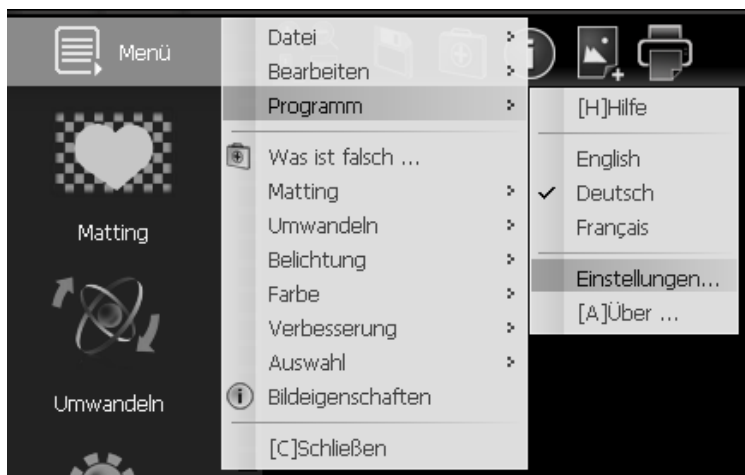 Menü
Datei
Bearbeiten
Programm
Was ist falsch ...
Matting
Umwandeln
Belichtung
Farbe
Verbesserung
Auswahl
Bildeigenschaften
[C]Schließen
[H]Hilfe
English
Deutsch
Français
Einstellungen...
[A]Über ...
Matting
Umwandeln